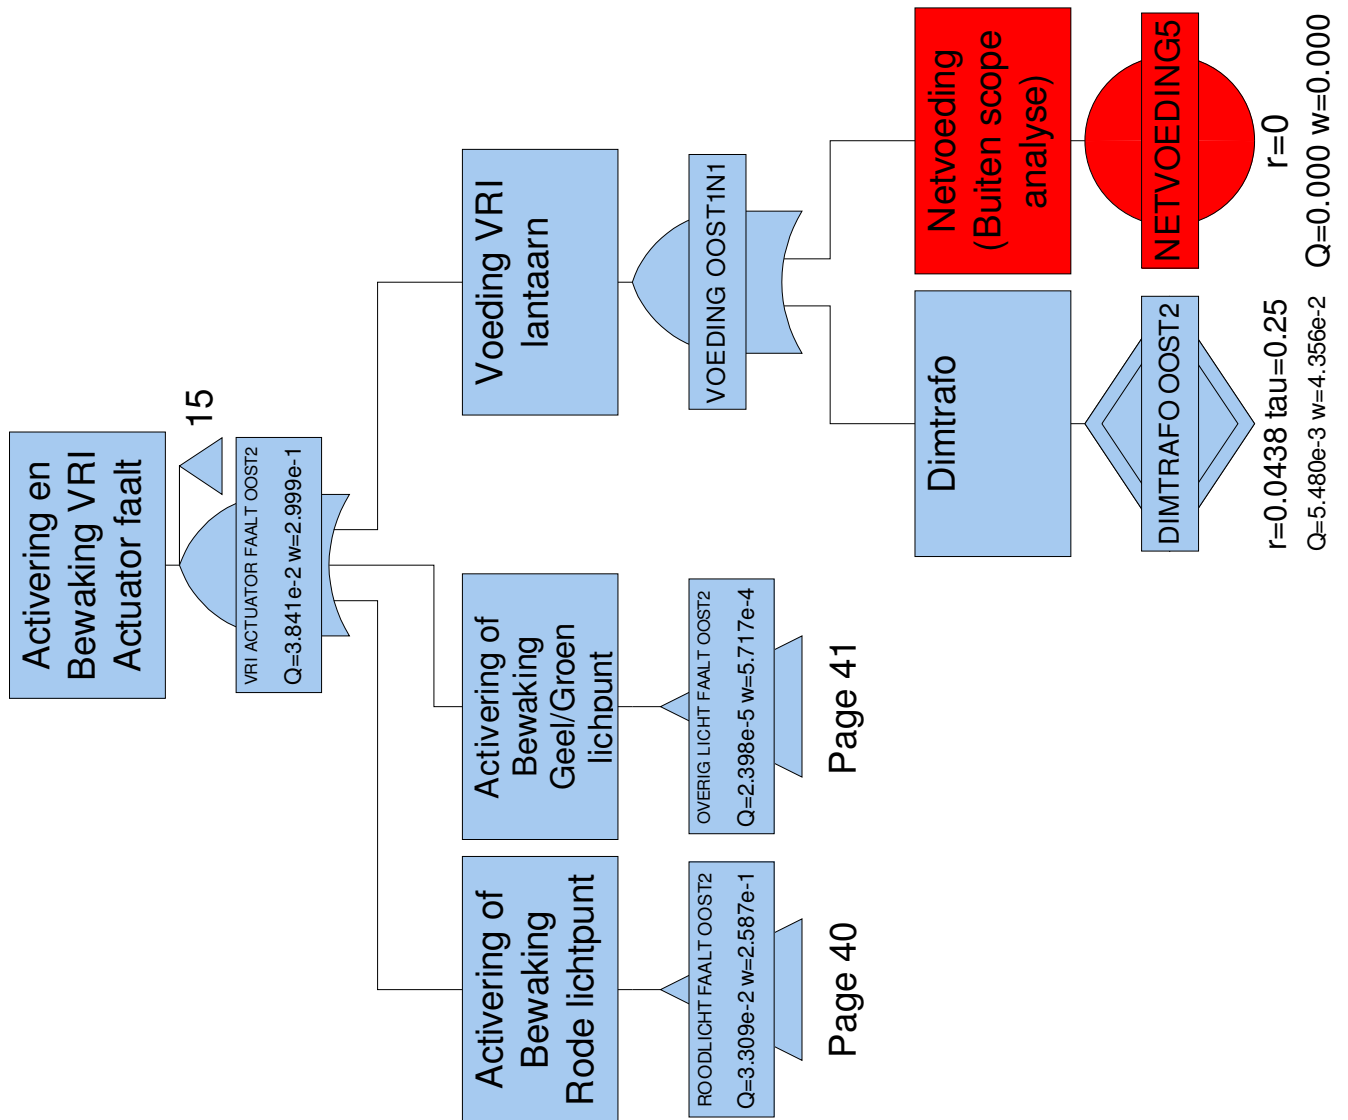 Activering en
Bewaking VRI
Actuator faalt
15
VRI ACTUATOR FAALT OOST2
Q=3.841e-2 w=2.999e-1
Activering of
Bewaking
Rode lichtpunt
ROODLICHT FAALT OOST2
Q=3.309e-2 w=2.587e-1
Page 40
Activering of
Bewaking
Geel/Groen
lichpunt
OVERIG LICHT FAALT OOST2
Q=2.398e-5 w=5.717e-4
Page 41
Voeding VRI
lantaarn
VOEDING OOST1N1
Dimtrafo
DIMTRAFO OOST2
r=0.0438 tau=0.25
Q=5.480e-3 w=4.356e-2
Netvoeding
(Buiten scope
analyse)
NETVOEDING5
r=0
Q=0.000 w=0.000